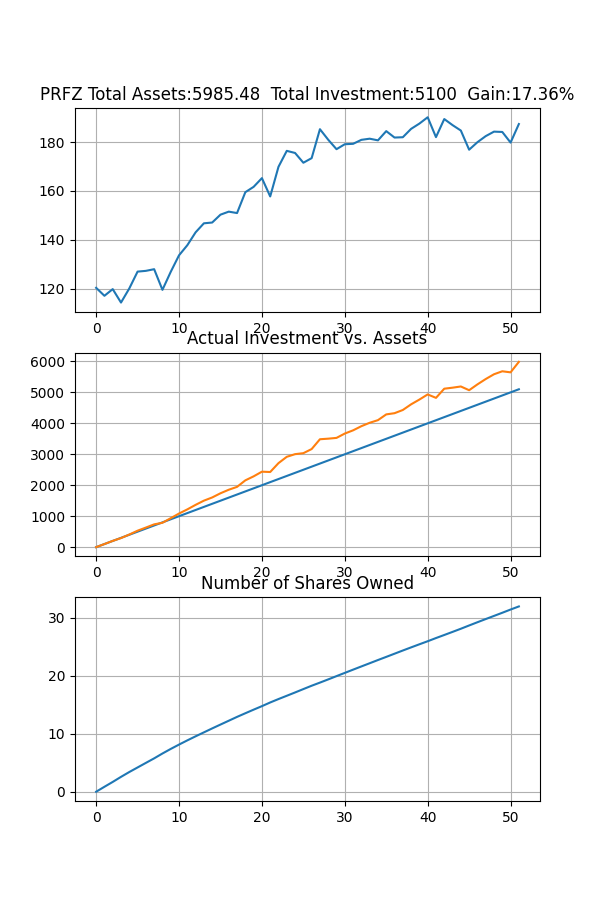 PRFZ Total Assets:5985.48  Total Investment:5100  Gain:17.36%
180
160
140
120
0 10 20 30 40 50
Actual Investment vs. Assets
6000
5000
4000
3000
2000
1000
0
0 10 20 30 40 50
Number of Shares Owned
30
20
10
0
0 10 20 30 40 50